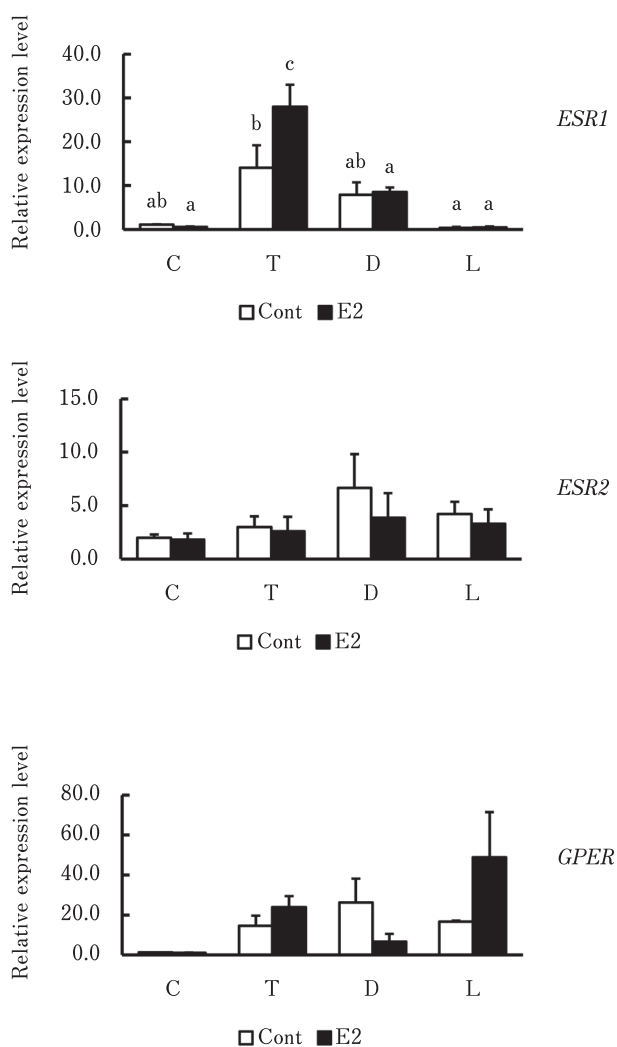 Relative expression level
40.0
30.0
20.0
10.0
0.0
ab a b c ab a a a
C T D L
Cont E2
ESR1
Relative expression level
15.0
10.0
5.0
0.0
C T D L
Cont E2
ESR2
Relative expression level
80.0
60.0
40.0
20.0
0.0
C T D L
Cont E2
GPER